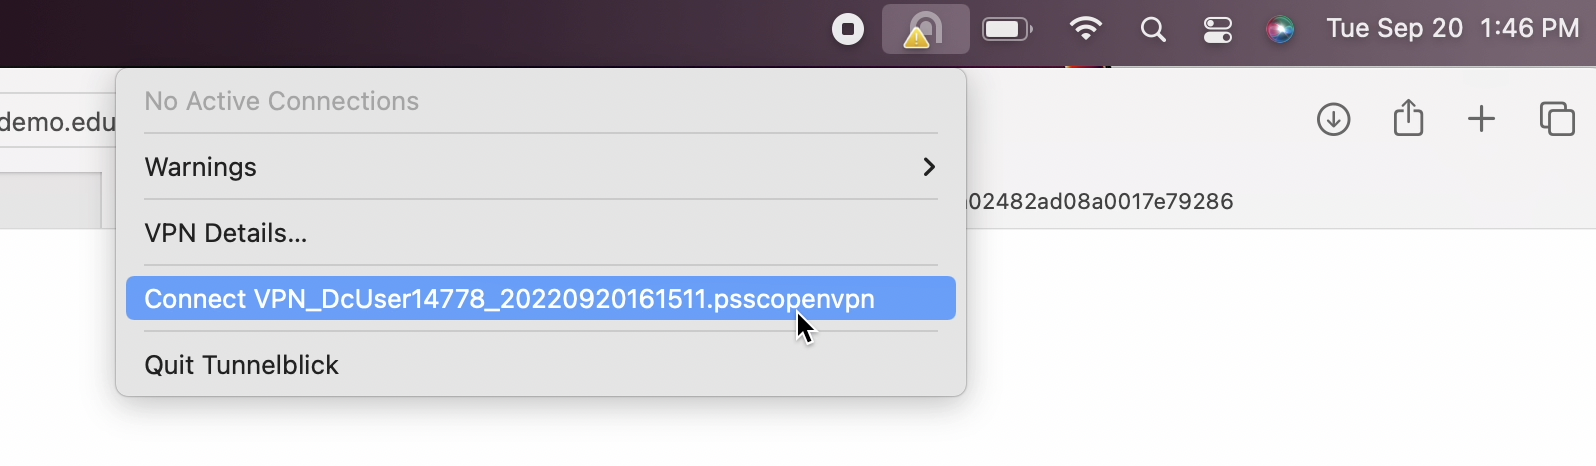 Tue Sep 20 1:46 PM
No Active Connections
demo.edu
Warnings
02482ad08a0017e79286
VPN Details...
Connect VPN_DcUser14778_20220920161511.psscopenvpn
Quit Tunnelblick